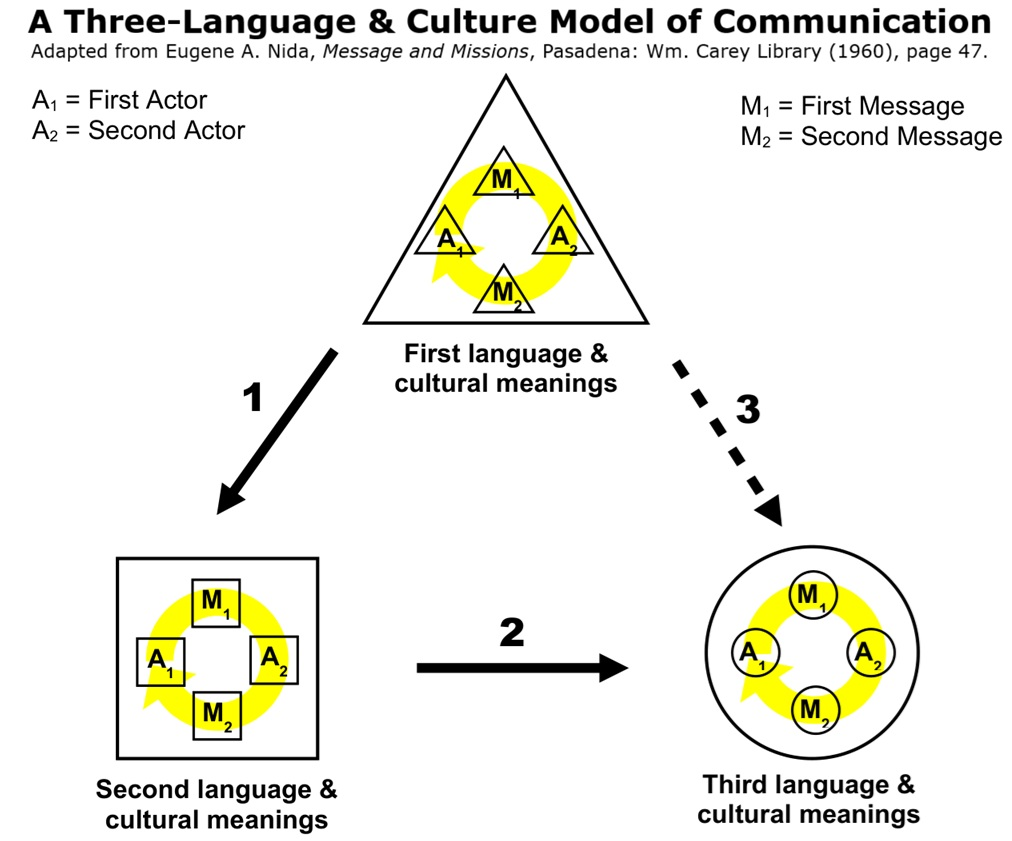 A Three-Language & Culture Model of Communication
Adapted from Eugene A. Nida, Message and Missions, Pasadena: Wm. Carey Library (1960), page 47.
A₁ = First Actor
A₂ = Second Actor
M₁ = First Message
M₂ = Second Message
M₁
A₁
A₂
M₂
First language &
cultural meanings
1
3
M₁
A₁
A₂
M₂
Second language &
cultural meanings
2
M₁
A₁
A₂
M₂
Third language &
cultural meanings